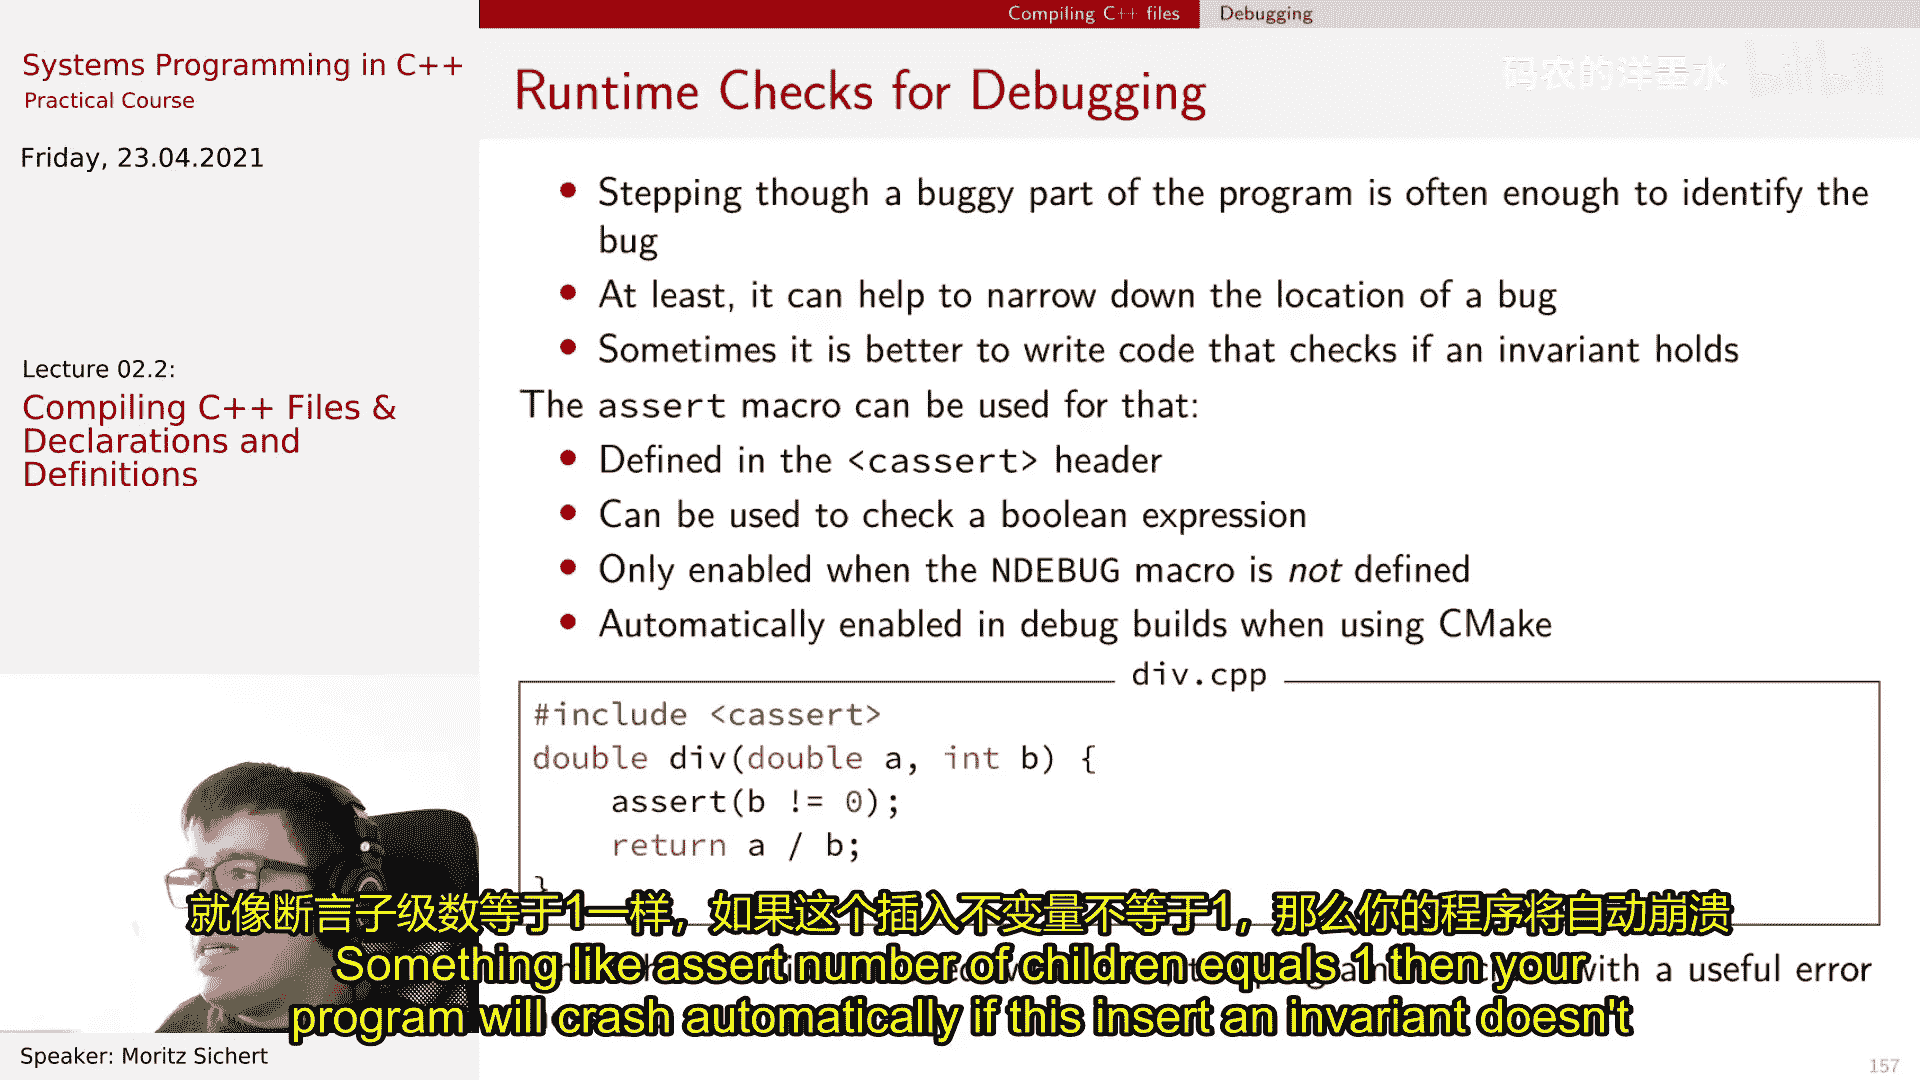 Compiling C++ files Debugging
Systems Programming in C++
Practical Course
Friday, 23.04.2021
Lecture 02.2:
Compiling C++ Files &
Declarations and
Definitions
Runtime Checks for Debugging
码农的洋墨水 bilibili
• Stepping though a buggy part of the program is often enough to identify the
bug
• At least, it can help to narrow down the location of a bug
• Sometimes it is better to write code that checks if an invariant holds
The assert macro can be used for that:
• Defined in the <cassert> header
• Can be used to check a boolean expression
• Only enabled when the NDEBUG macro is not defined
• Automatically enabled in debug builds when using CMake
div.cpp
#include <cassert>
double div(double a, int b) {
assert(b != 0);
return a / b;
}
with a useful error
就像断言子级数等于1一样，如果这个插入不变量不等于1，那么你的程序将自动崩溃
Something like assert number of children equals 1 then your
program will crash automatically if this insert an invariant doesn't
Speaker: Moritz Sichert
157